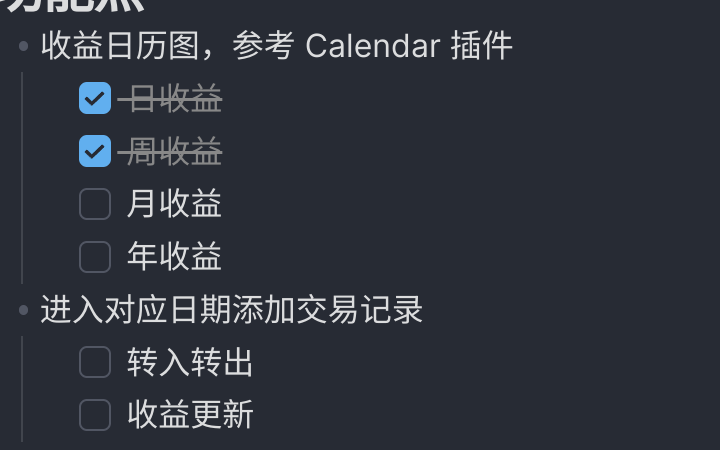 功能点
收益日历图，参考 Calendar 插件
日收益
周收益
月收益
年收益
进入对应日期添加交易记录
转入转出
收益更新